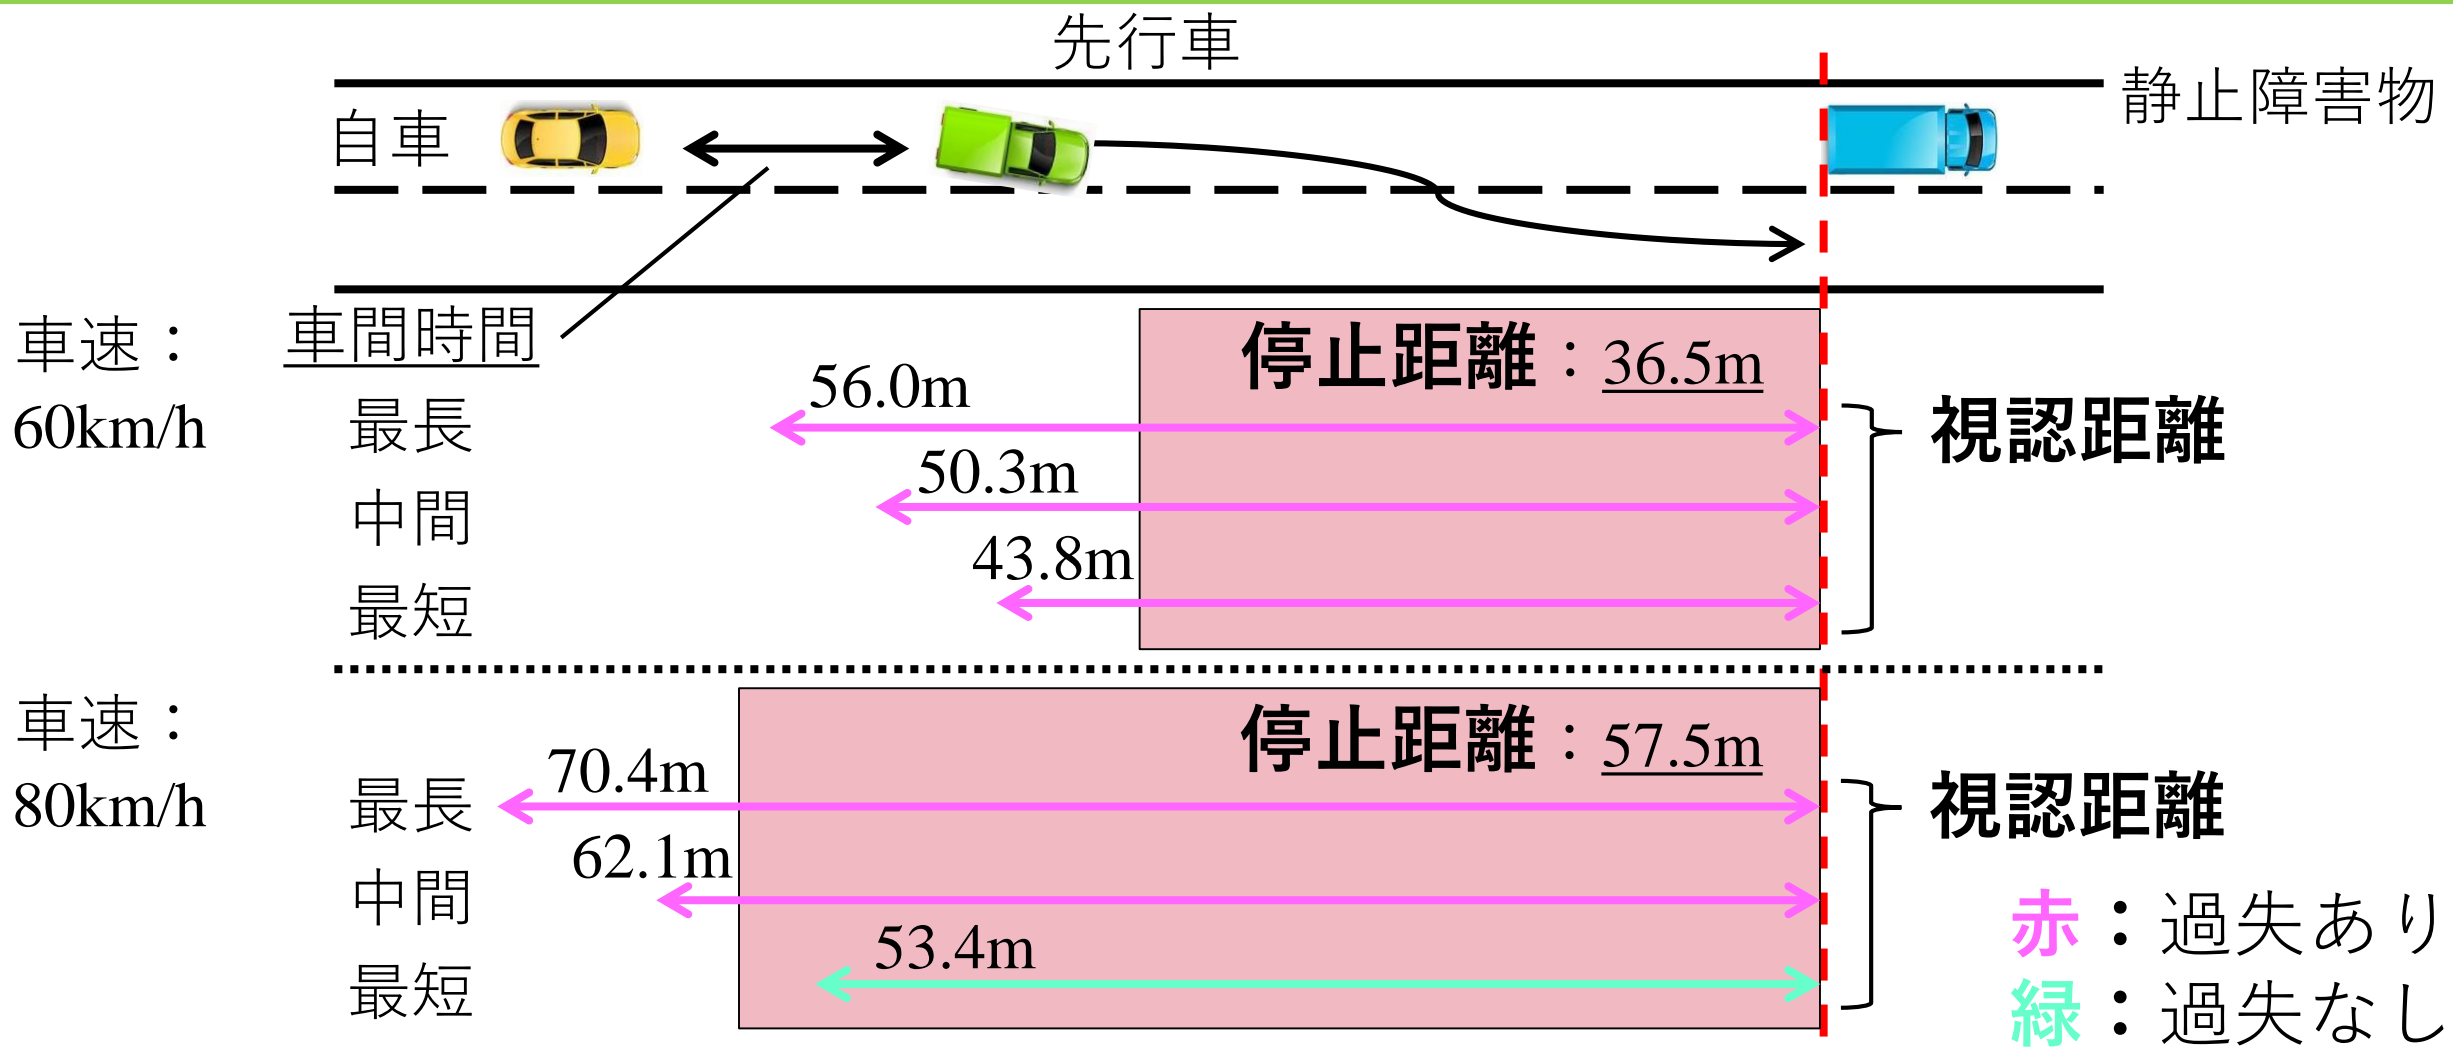 先行車
静止障害物
自車
車速：
60km/h
車間時間
停止距離：36.5m
最長
56.0m
視認距離
中間
50.3m
最短
43.8m
車速：
80km/h
停止距離：57.5m
最長
70.4m
視認距離
中間
62.1m
最短
53.4m
赤：過失あり
緑：過失なし